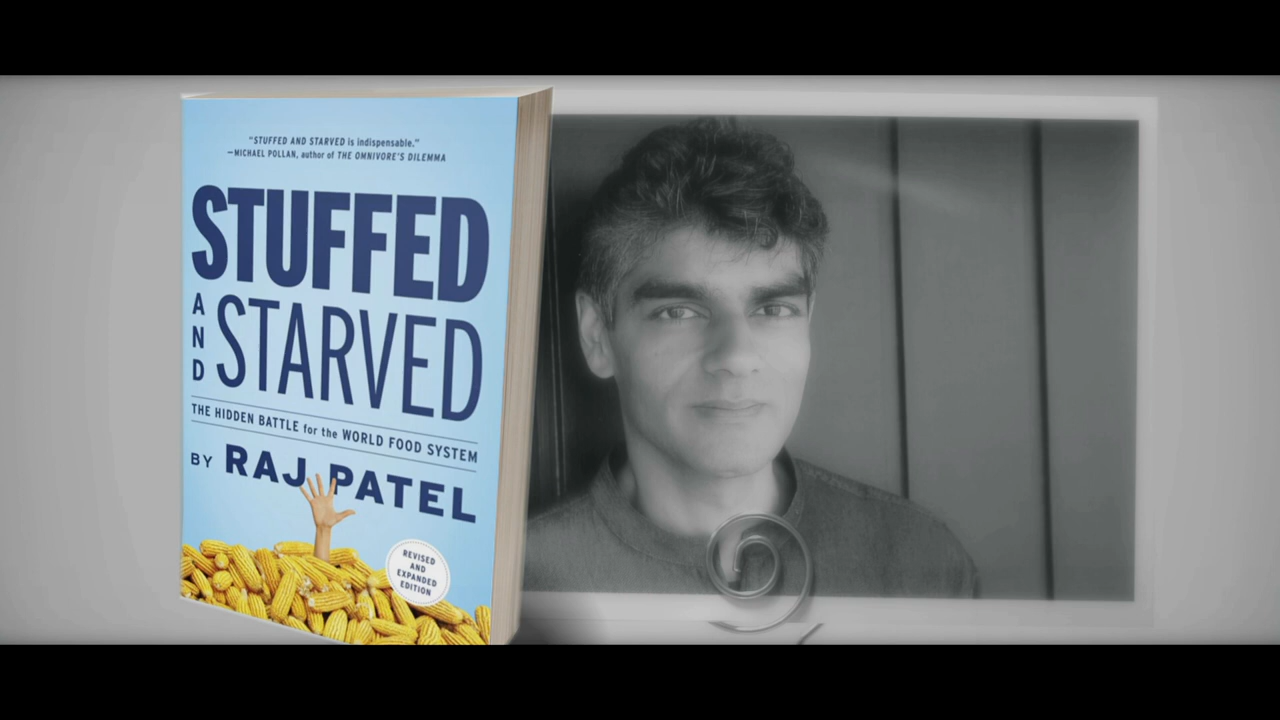 "STUFFED AND STARVED is indispensable."
—MICHAEL POLLAN, author of THE OMNIVORE'S DILEMMA
STUFFED
AND
STARVED
THE HIDDEN BATTLE for the WORLD FOOD SYSTEM
BY RAJ PATEL
REVISED
AND
EXPANDED
EDITION